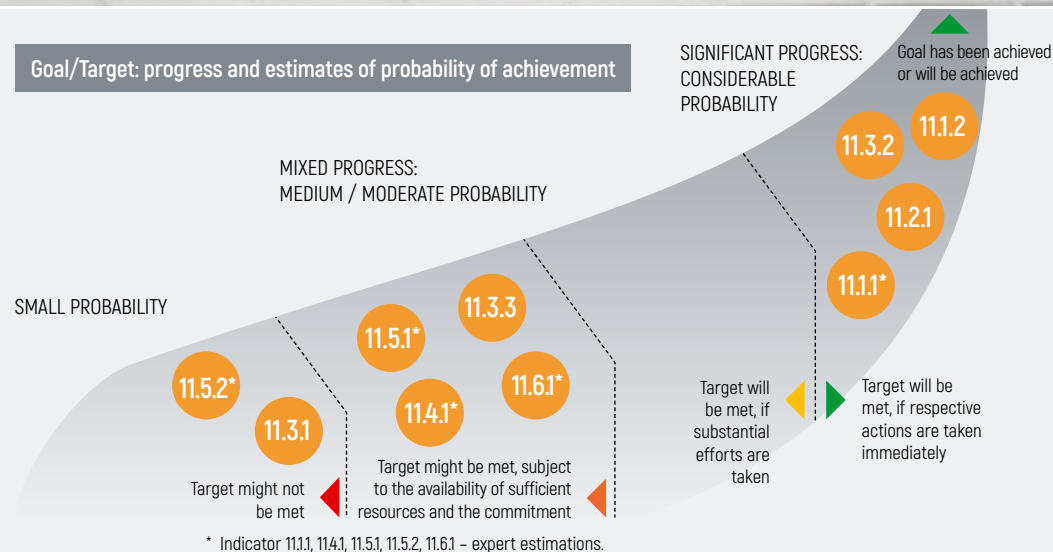 Goal/Target: progress and estimates of probability of achievement
SIGNIFICANT PROGRESS:
CONSIDERABLE
PROBABILITY
Goal has been achieved
or will be achieved
11.3.2
11.1.2
11.2.1
11.1.1*
MIXED PROGRESS:
MEDIUM / MODERATE PROBABILITY
11.3.3
11.5.1*
11.6.1*
11.4.1*
SMALL PROBABILITY
11.5.2*
11.3.1
Target might not
be met
Target might be met, subject
to the availability of sufficient
resources and the commitment
Target will
be met, if
substantial
efforts are
taken
Target will be
met, if respective
actions are taken
immediately
* Indicator 11.1.1, 11.4.1, 11.5.1, 11.5.2, 11.6.1 – expert estimations.